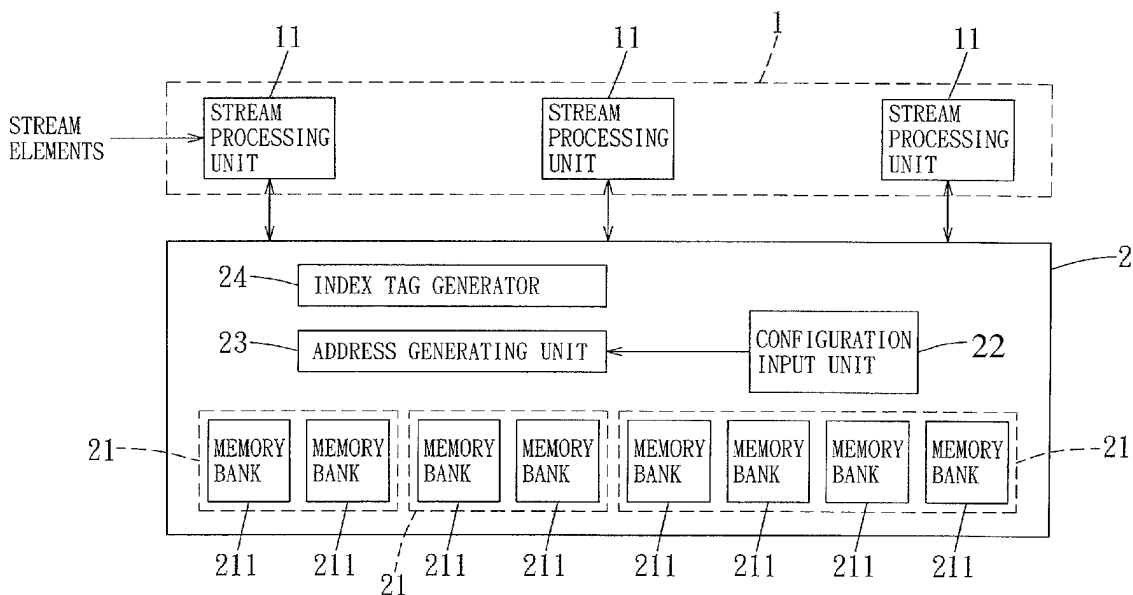 1
11
11
11
STREAM
ELEMENTS
STREAM
PROCESSING
UNIT
STREAM
PROCESSING
UNIT
STREAM
PROCESSING
UNIT
2
24
INDEX TAG GENERATOR
23
ADDRESS GENERATING UNIT
CONFIGURATION
INPUT UNIT
22
21
MEMORY
BANK
MEMORY
BANK
MEMORY
BANK
MEMORY
BANK
MEMORY
BANK
MEMORY
BANK
MEMORY
BANK
MEMORY
BANK
21
211
211
21
211
211
211
211
211
211